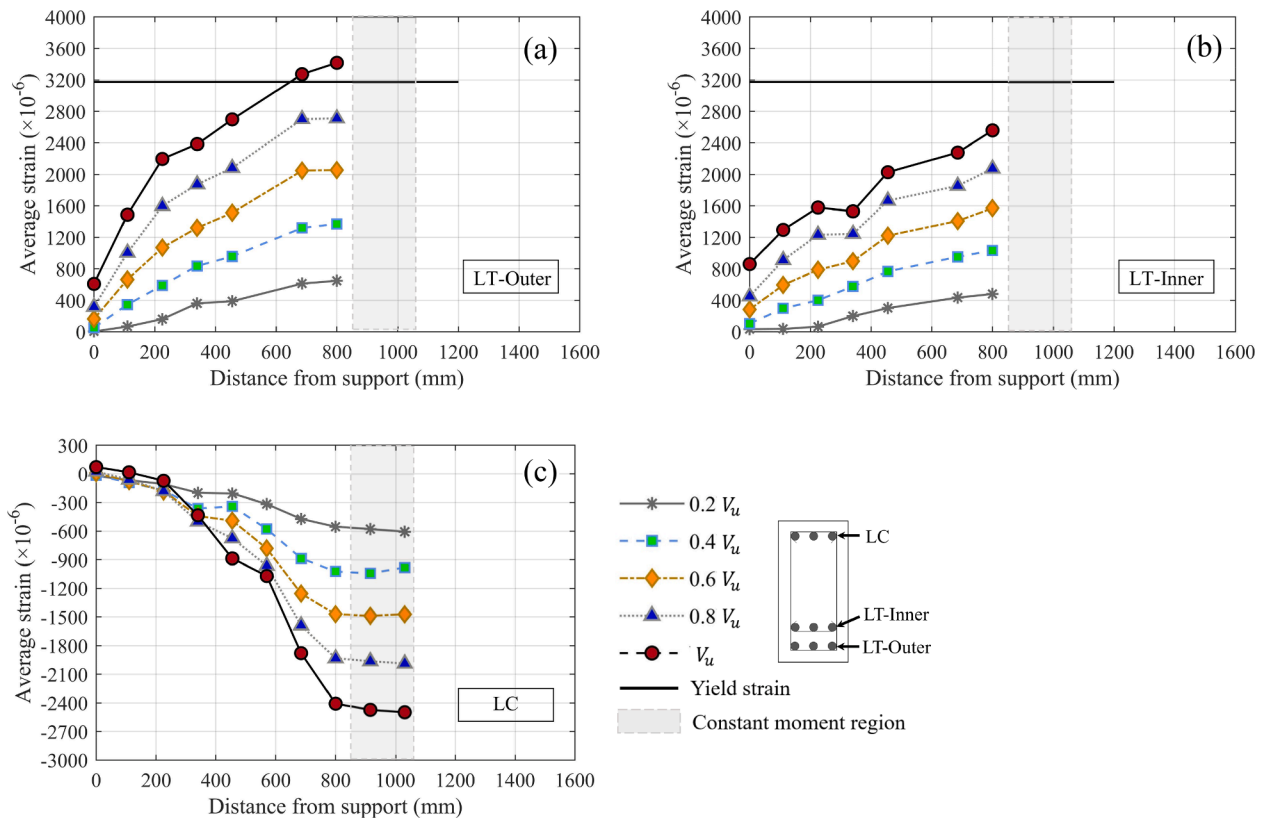 (a)
Average strain (×10⁻⁶)
4000
3600
3200
2800
2400
2000
1600
1200
800
400
0
LT-Outer
0 200 400 600 800 1000 1200 1400 1600
Distance from support (mm)
(b)
Average strain (×10⁻⁶)
4000
3600
3200
2800
2400
2000
1600
1200
800
400
0
LT-Inner
0 200 400 600 800 1000 1200 1400 1600
Distance from support (mm)
(c)
Average strain (×10⁻⁶)
300
0
-300
-600
-900
-1200
-1500
-1800
-2100
-2400
-2700
-3000
LC
0 200 400 600 800 1000 1200 1400 1600
Distance from support (mm)
0.2 Vᵤ
0.4 Vᵤ
0.6 Vᵤ
0.8 Vᵤ
Vᵤ
Yield strain
Constant moment region
LC
LT-Inner
LT-Outer